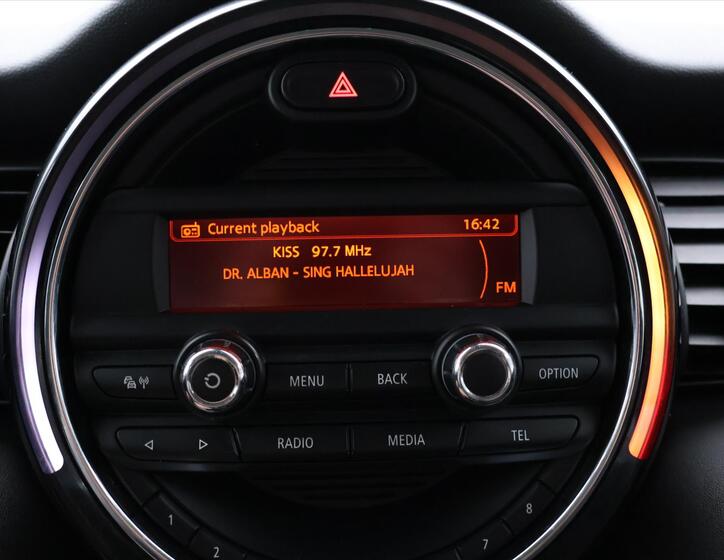 Current playback 16:42
KISS 97.7 MHz
DR. ALBAN - SING HALLELUJAH
FM
MENU BACK OPTION
RADIO MEDIA TEL
1 8
2 7